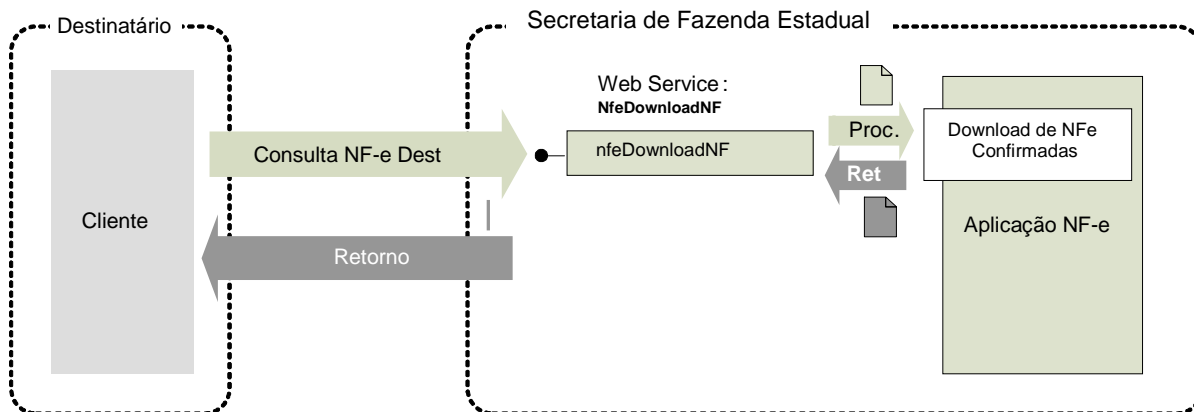 Destinatário
Secretaria de Fazenda Estadual
Web Service:
NfeDownloadNF
Consulta NF-e Dest
nfeDownloadNF
Proc.
Download de NFe
Confirmadas
Ret
Cliente
Aplicação NF-e
Retorno